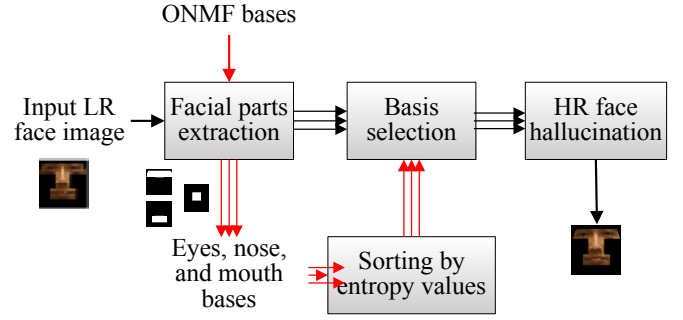 ONMF bases
Input LR
face image
Facial parts
extraction
Basis
selection
HR face
hallucination
Eyes, nose,
and mouth
bases
Sorting by
entropy values